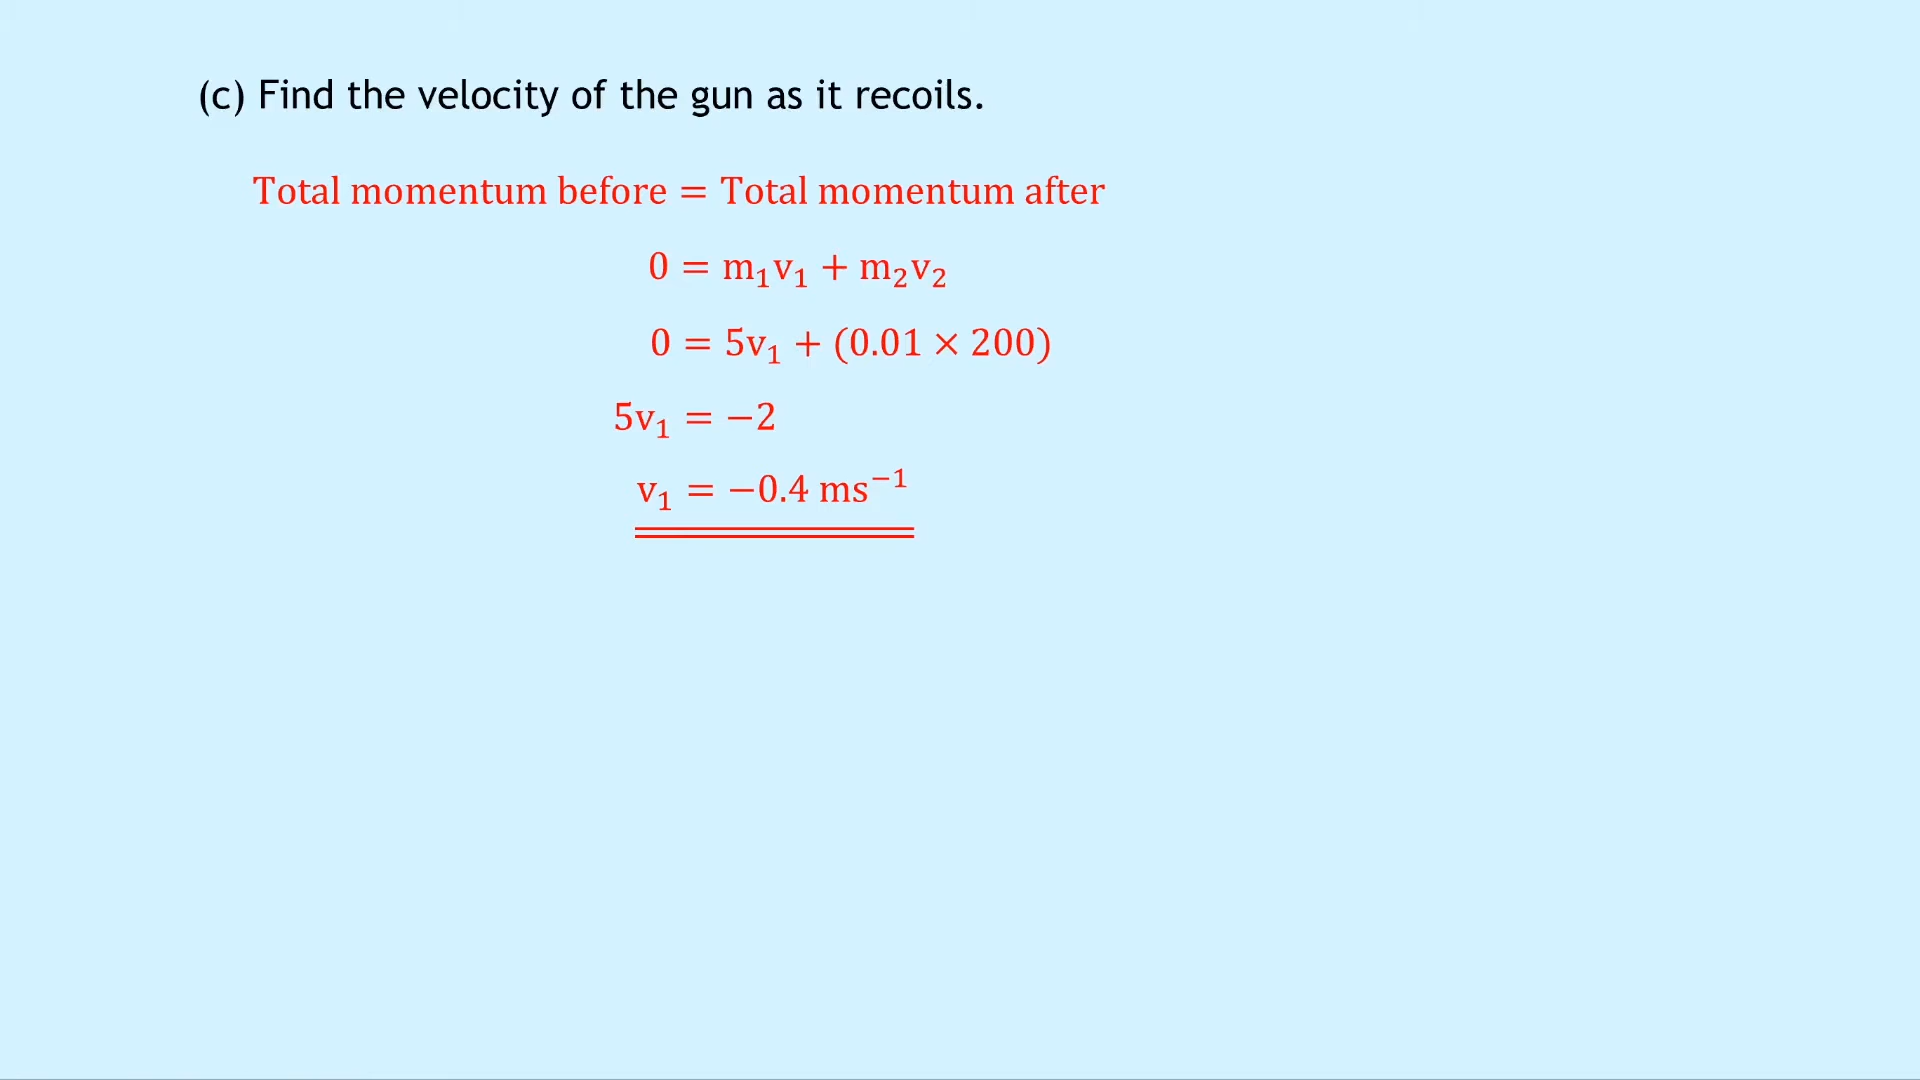 (c) Find the velocity of the gun as it recoils.
Total momentum before = Total momentum after
0 = m₁v₁ + m₂v₂
0 = 5v₁ + (0.01 × 200)
5v₁ = −2
v₁ = −0.4 ms⁻¹